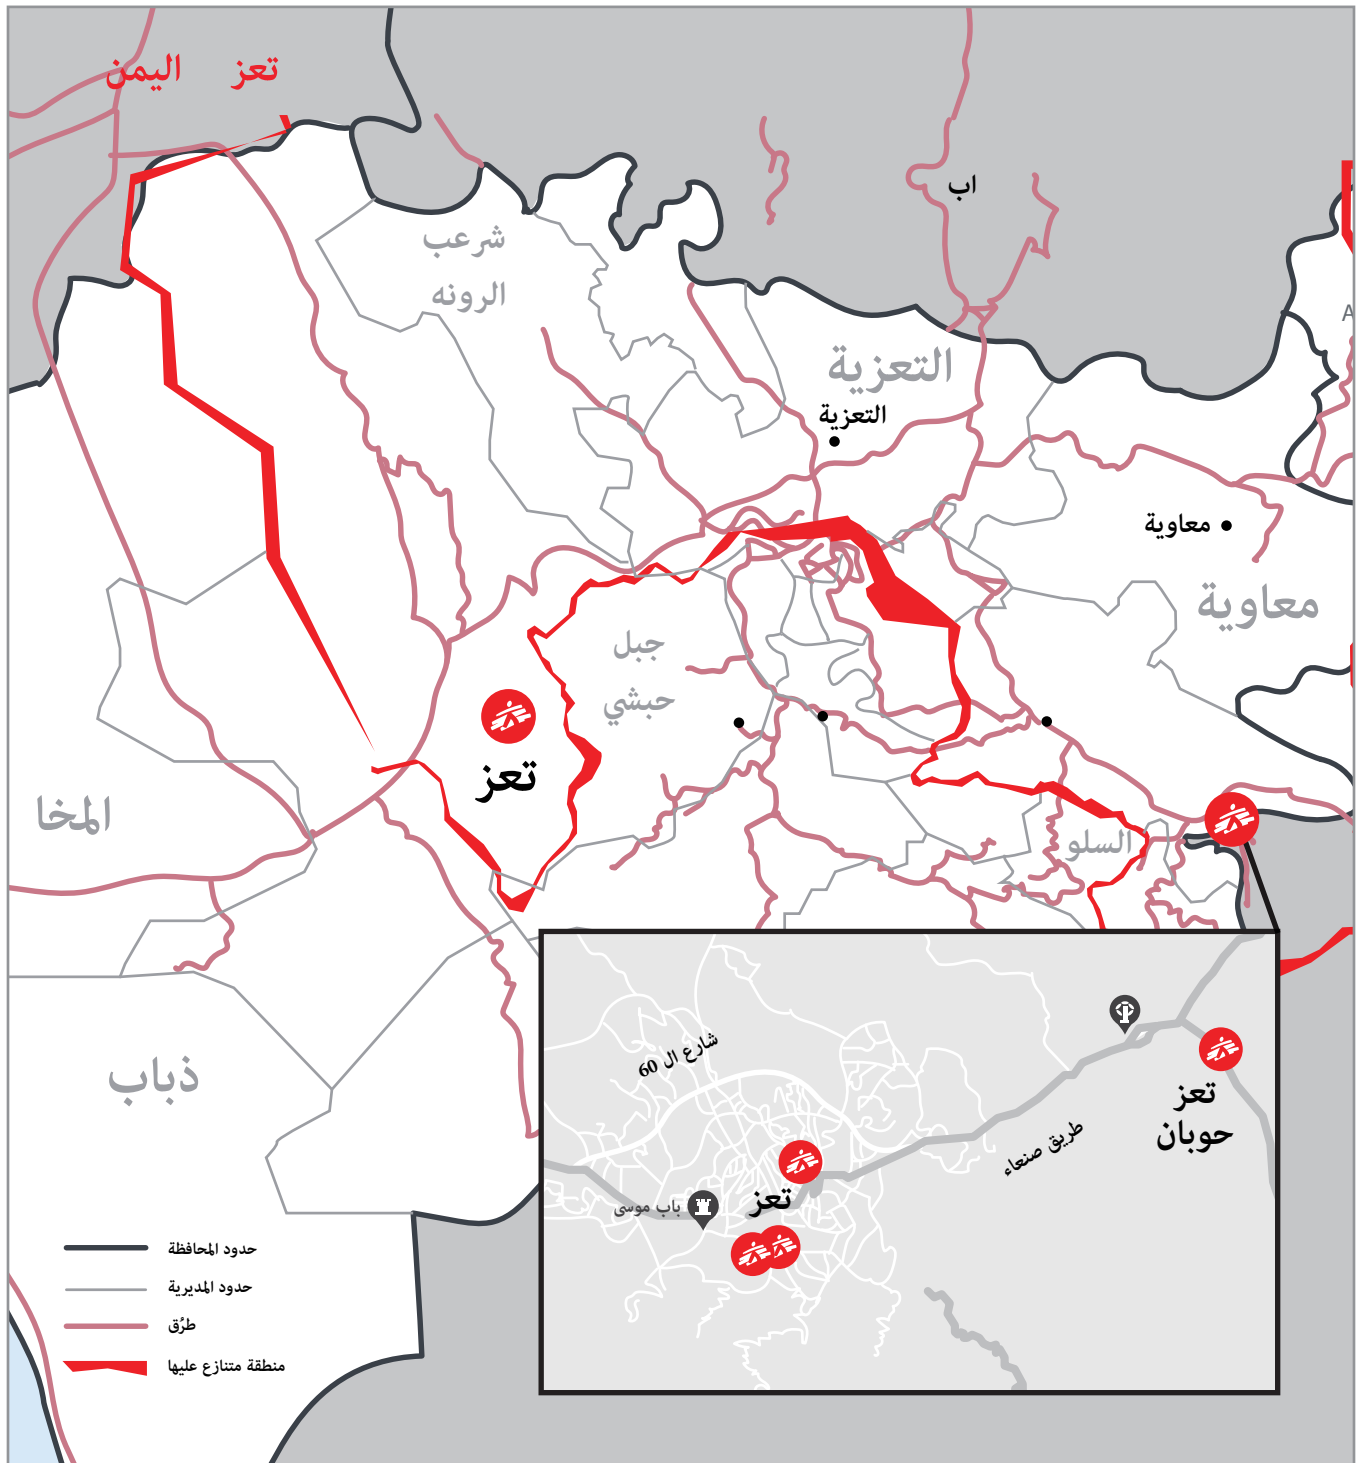 تعز اليمن
اب
شرعب
الرونه
التعزية
التعزية
معاوية
معاوية
جبل
حبشي
تعز
المخا
السلو
ذباب
شارع ال 60
تعز
حوبان
طريق صنعاء
تعز
باب موسى
حدود المحافظة
حدود المديرية
طرُق
منطقة متنازع عليها